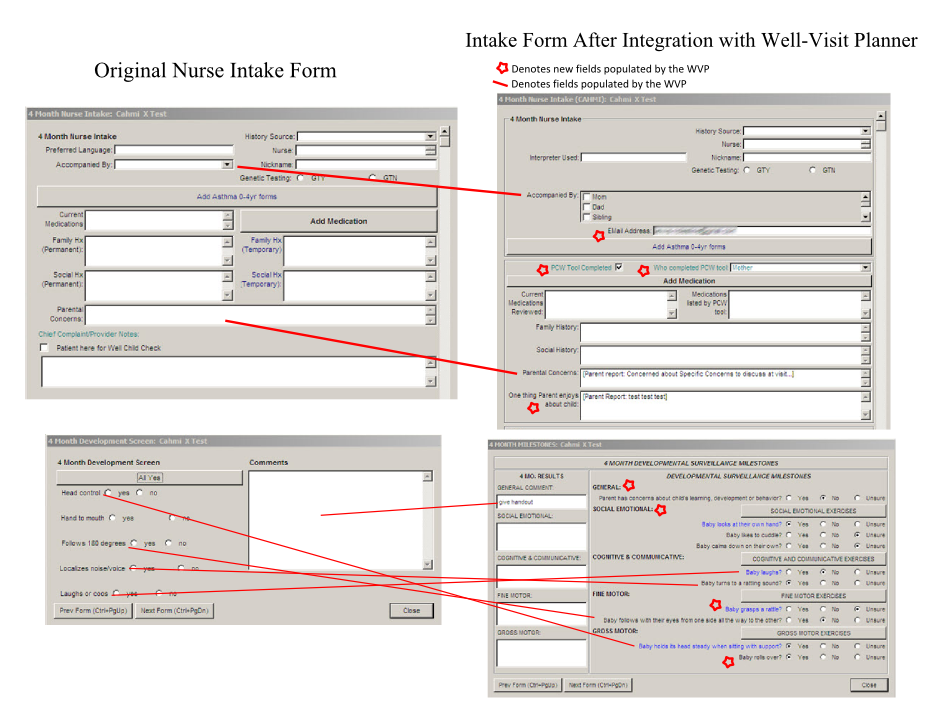 Intake Form After Integration with Well-Visit Planner
Original Nurse Intake Form
Denotes new fields populated by the WVP
Denotes fields populated by the WVP
4 Month Nurse Intake: Cahmi X Test
4 Month Nurse Intake
History Source:
Preferred Language:
Nurse:
Accompanied By:
Nickname:
Genetic Testing:
GTY
GTN
Add Asthma 0-4yr forms
Current
Medications
Add Medication
Family Hx
(Permanent):
Family Hx
(Temporary):
Social Hx
(Permanent):
Social Hx
(Temporary):
Parental
Concerns:
Chief Complaint/Provider Notes:
Patient here for Well Child Check
4 Month Nurse Intake (CAHMI): Cahmi X Test
4 Month Nurse Intake
History Source:
Nurse:
Interpreter Used:
Nickname:
Genetic Testing:
GTY
GTN
Accompanied By:
Mom
Dad
Sibling
EMail Address:
Add Asthma 0-4yr forms
PCW Tool Completed
Who completed PCW tool:
Mother
Add Medication
Current
Medications
Reviewed:
Medications
listed by PCW
tool:
Family History:
Social History:
Parental Concerns:
[Parent report: Concerned about Specific Concerns to discuss at visit...]
One thing Parent enjoys
about child:
[Parent Report: test test test]
4 Month Development Screen: Cahmi X Test
4 Month Development Screen
Comments
All Yes
Head control
yes
no
Hand to mouth
yes
no
Follows 180 degrees
yes
no
Localizes noise/voice
yes
no
Laughs or coos
yes
no
Prev Form (Ctrl+PgUp)
Next Form (Ctrl+PgDn)
Close
4 MONTH MILESTONES: Cahmi X Test
4 MONTH DEVELOPMENTAL SURVEILLANCE MILESTONES
4 MO. RESULTS
DEVELOPMENTAL SURVEILLANCE MILESTONES
GENERAL COMMENT
GENERAL:
give handout
Parent has concerns about child's learning, development or behavior?
Yes
No
Unsure
SOCIAL EMOTIONAL:
SOCIAL EMOTIONAL:
SOCIAL EMOTIONAL EXERCISES
Baby looks at their own hand?
Yes
No
Unsure
Baby likes to cuddle?
Yes
No
Unsure
Baby calms down on their own?
Yes
No
Unsure
COGNITIVE & COMMUNICATIVE:
COGNITIVE & COMMUNICATIVE:
COGNITIVE AND COMMUNICATIVE EXERCISES
Baby laughs?
Yes
No
Unsure
Baby turns to a rattling sound?
Yes
No
Unsure
FINE MOTOR:
FINE MOTOR:
FINE MOTOR EXERCISES
Baby grasps a rattle?
Yes
No
Unsure
Baby follows with their eyes from one side all the way to the other?
Yes
No
Unsure
GROSS MOTOR:
GROSS MOTOR:
GROSS MOTOR EXERCISES
Baby holds its head steady when sitting with support?
Yes
No
Unsure
Baby rolls over?
Yes
No
Unsure
Prev Form (Ctrl+PgUp)
Next Form (Ctrl+PgDn)
Close